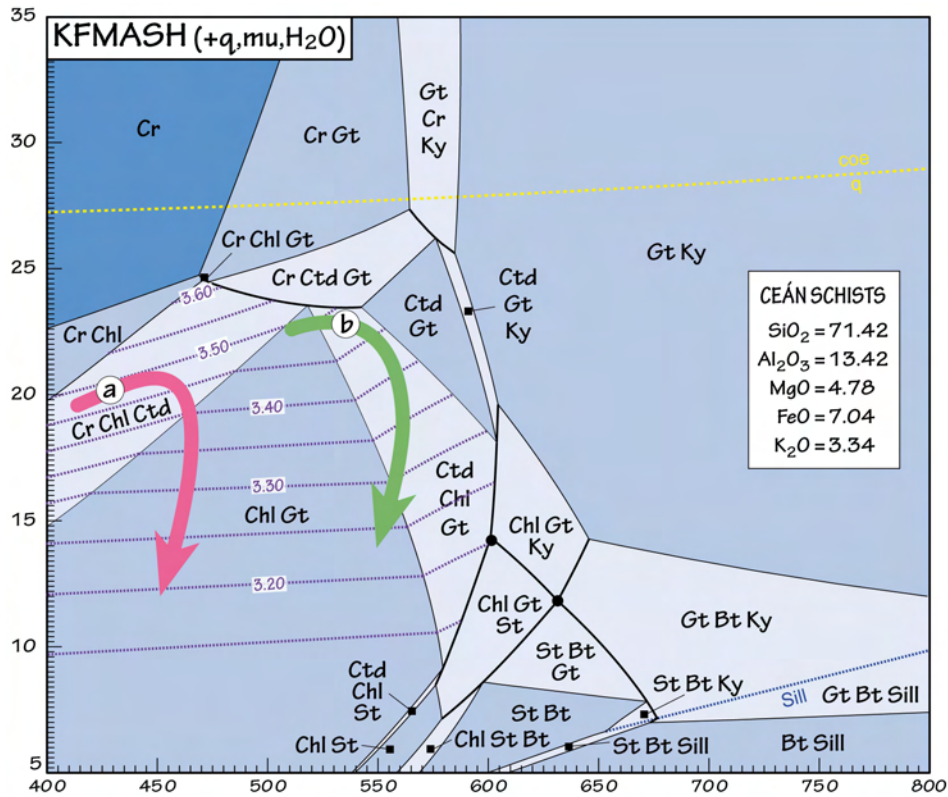 35
KFMASH (+q,mu,H₂O)
Gt
Cr
Ky
Cr
Cr Gt
30
coe
q
Cr Chl Gt
Gt Ky
25
Cr Ctd Gt
3.60
Ctd
Gt
Ctd
Gt
Ky
CEÁN SCHISTS
SiO₂ = 71.42
Al₂O₃ = 13.42
MgO = 4.78
FeO = 7.04
K₂O = 3.34
Cr Chl
3.50
b
20
a
Cr Chl Ctd
3.40
Ctd
Chl
Gt
3.30
Chl Gt
15
Chl Gt
Ky
3.20
Chl Gt
St
Gt Bt Ky
10
St Bt
Gt
Ctd
Chl
St
St Bt Ky
Sill
Gt Bt Sill
St Bt
Chl St
Chl St Bt
St Bt Sill
Bt Sill
5
400
450
500
550
600
650
700
750
800